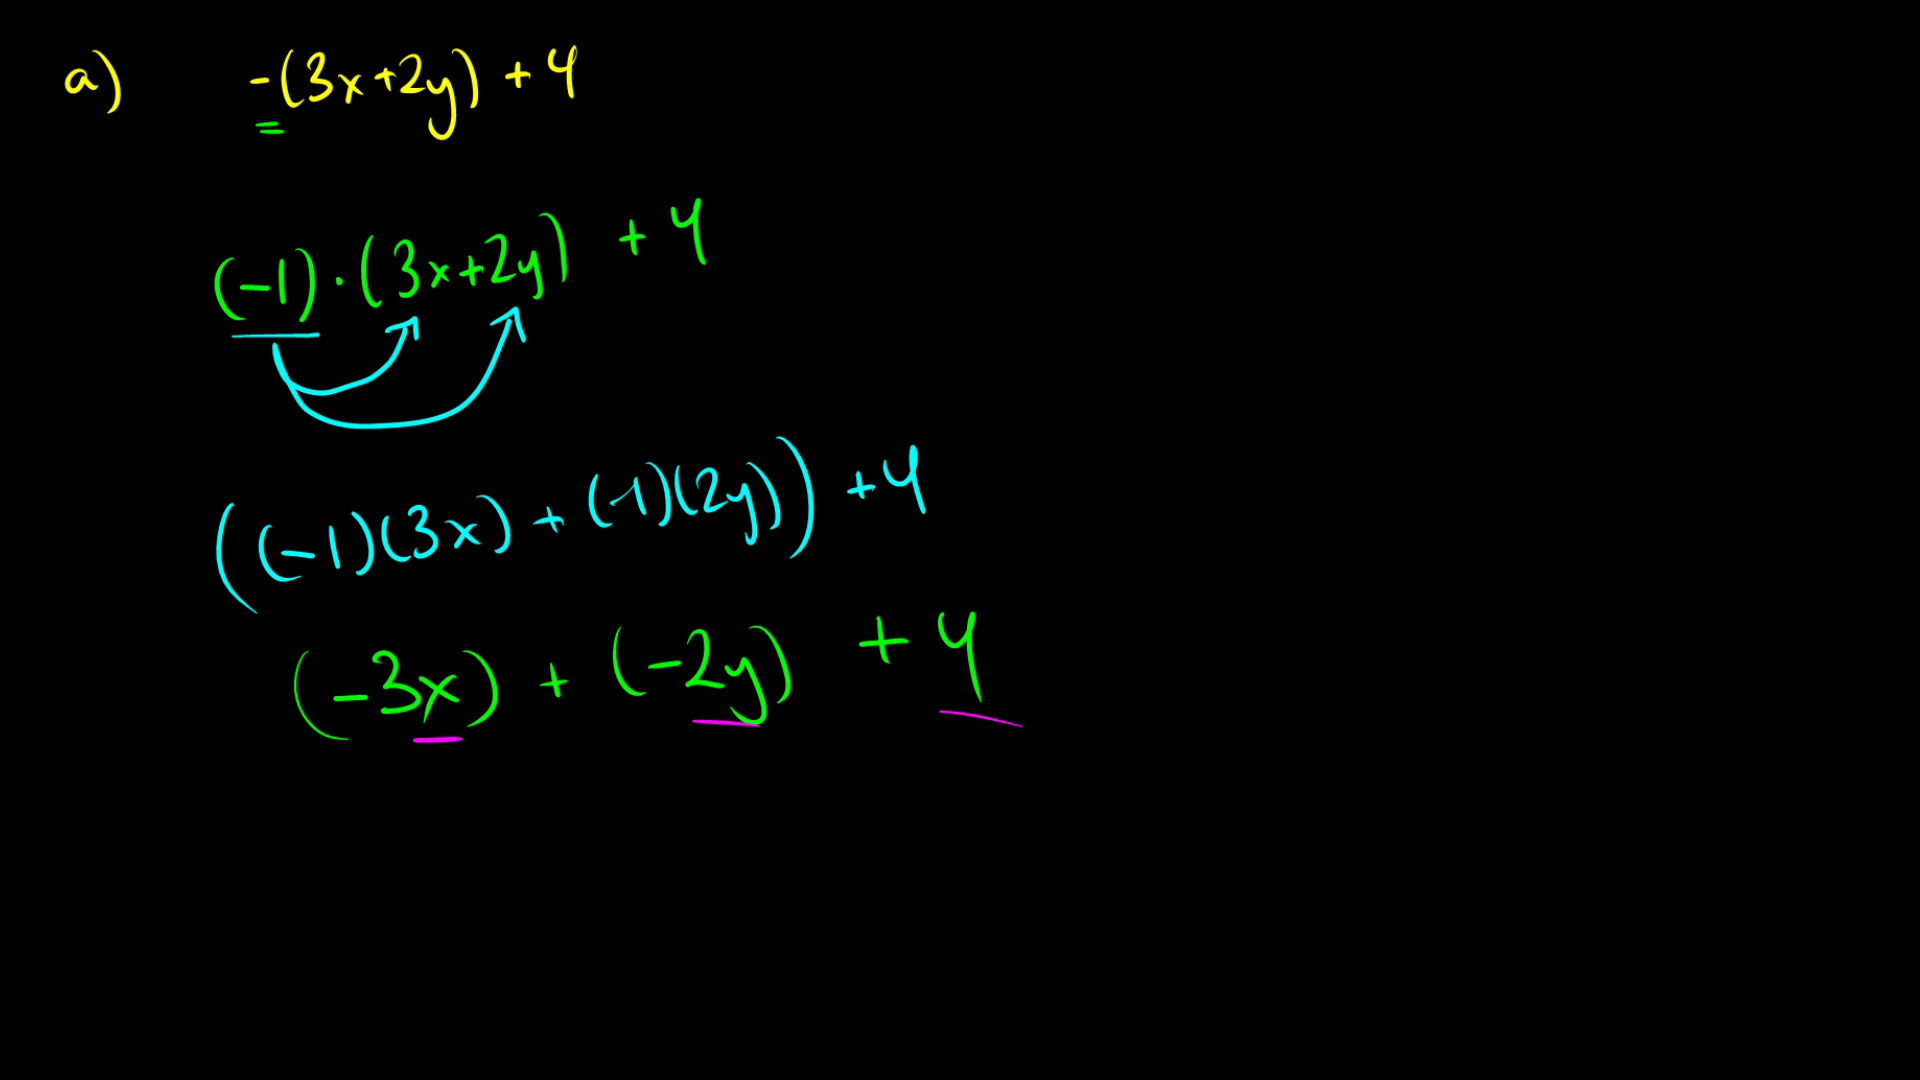 a) -(3x+2y) + 4
(-1)·(3x+2y) + 4
((-1)(3x) + (-1)(2y)) + 4
(-3x) + (-2y) + 4